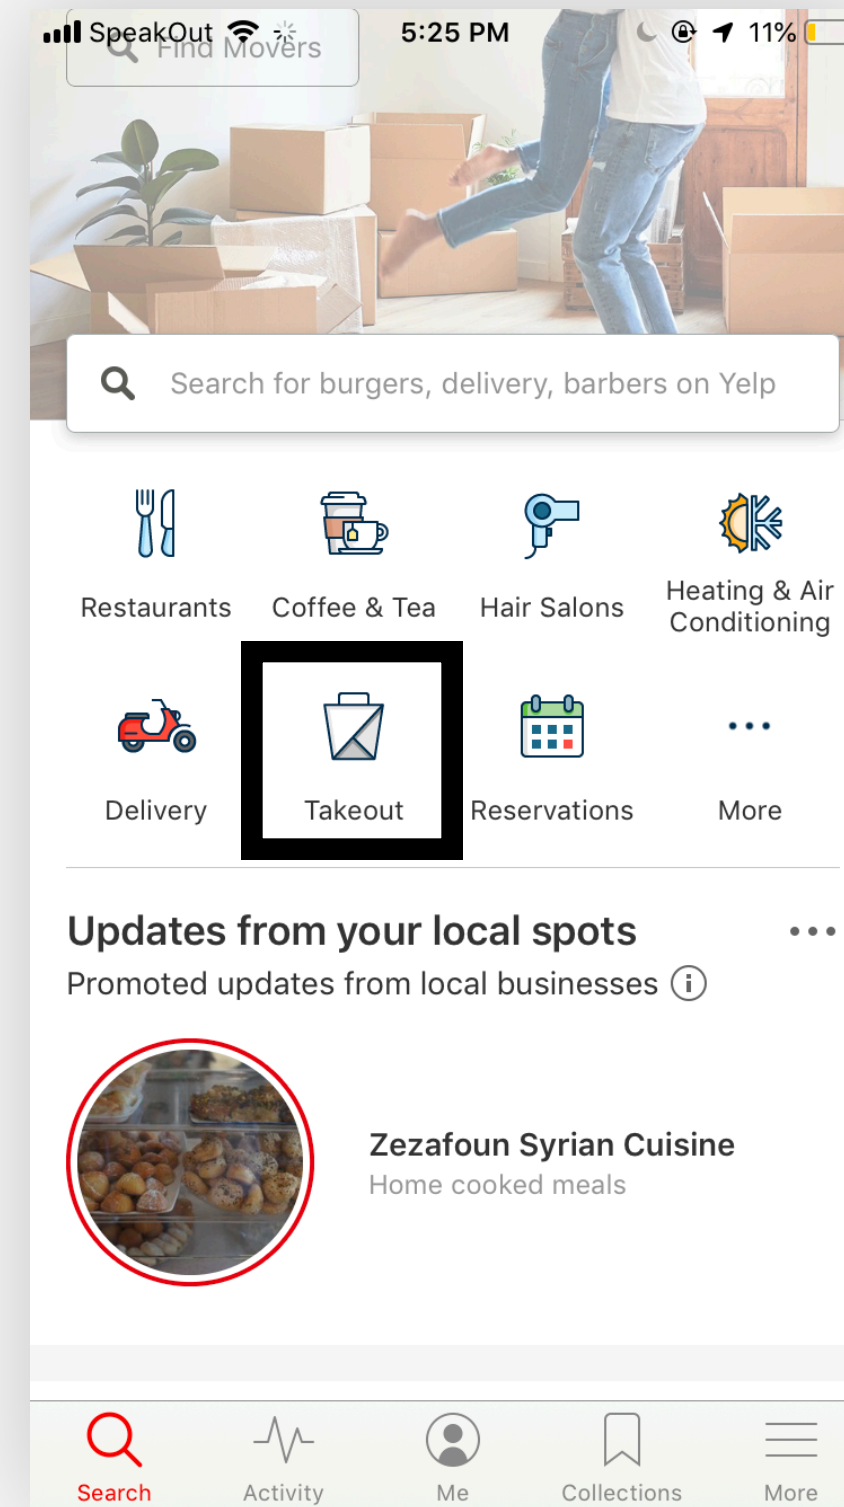 SpeakOut 5:25 PM 11%
Find Movers
Search for burgers, delivery, barbers on Yelp
Restaurants Coffee & Tea Hair Salons Heating & Air Conditioning
Delivery Takeout Reservations More
Updates from your local spots
Promoted updates from local businesses
Zezafoun Syrian Cuisine
Home cooked meals
Search Activity Me Collections More